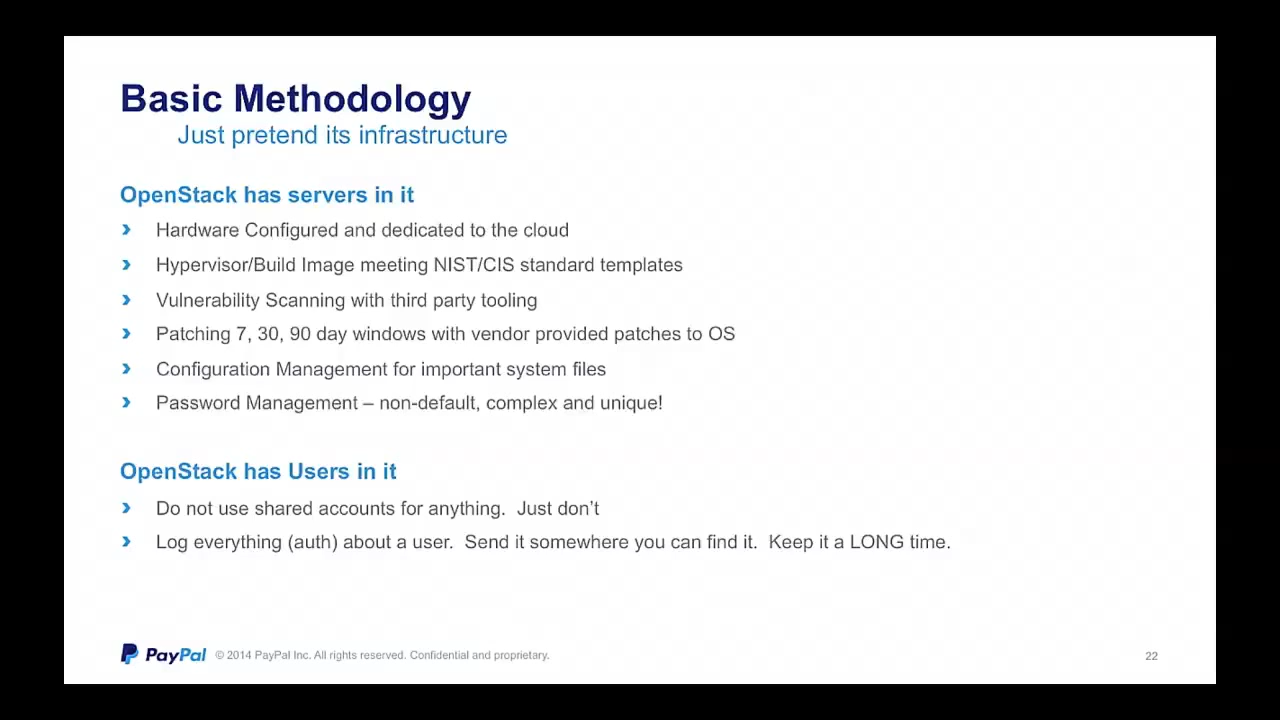 Basic Methodology
Just pretend its infrastructure
OpenStack has servers in it
› Hardware Configured and dedicated to the cloud
› Hypervisor/Build Image meeting NIST/CIS standard templates
› Vulnerability Scanning with third party tooling
› Patching 7, 30, 90 day windows with vendor provided patches to OS
› Configuration Management for important system files
› Password Management – non-default, complex and unique!
OpenStack has Users in it
› Do not use shared accounts for anything.  Just don’t
› Log everything (auth) about a user.  Send it somewhere you can find it.  Keep it a LONG time.
PayPal © 2014 PayPal Inc. All rights reserved. Confidential and proprietary. 22